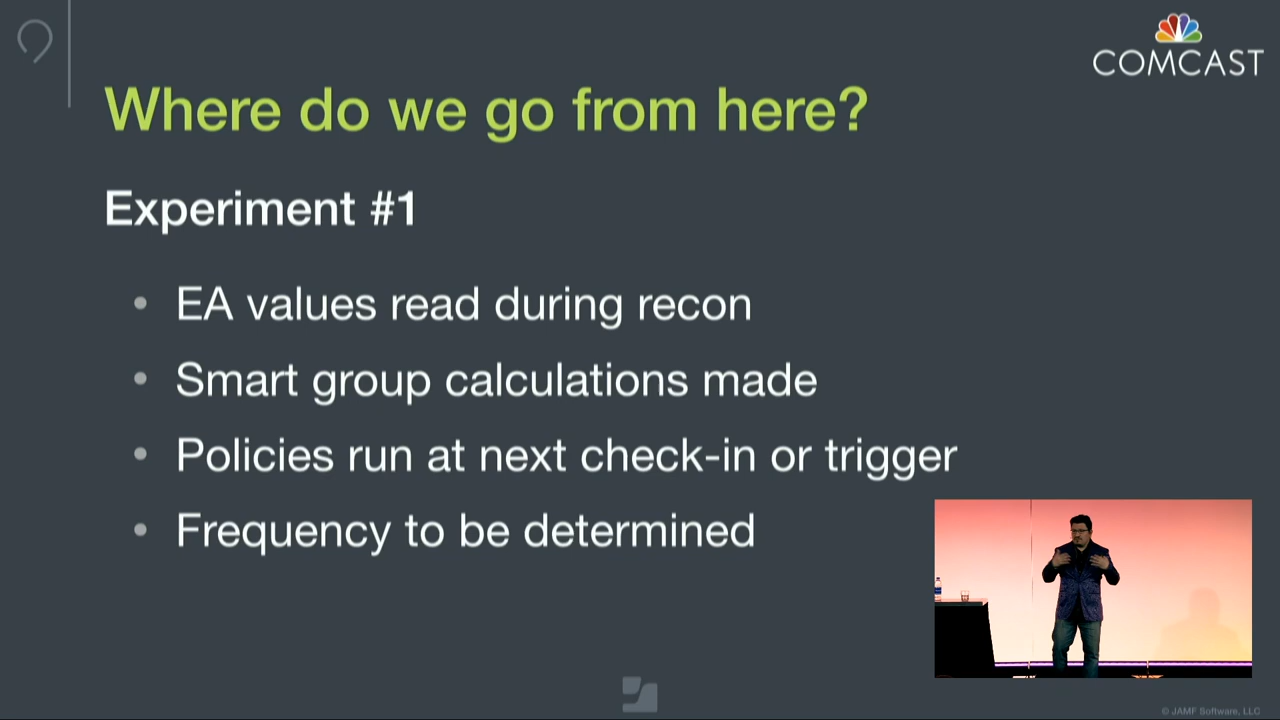 COMCAST
Where do we go from here?
Experiment #1
• EA values read during recon
• Smart group calculations made
• Policies run at next check-in or trigger
• Frequency to be determined
© JAMF Software, LLC